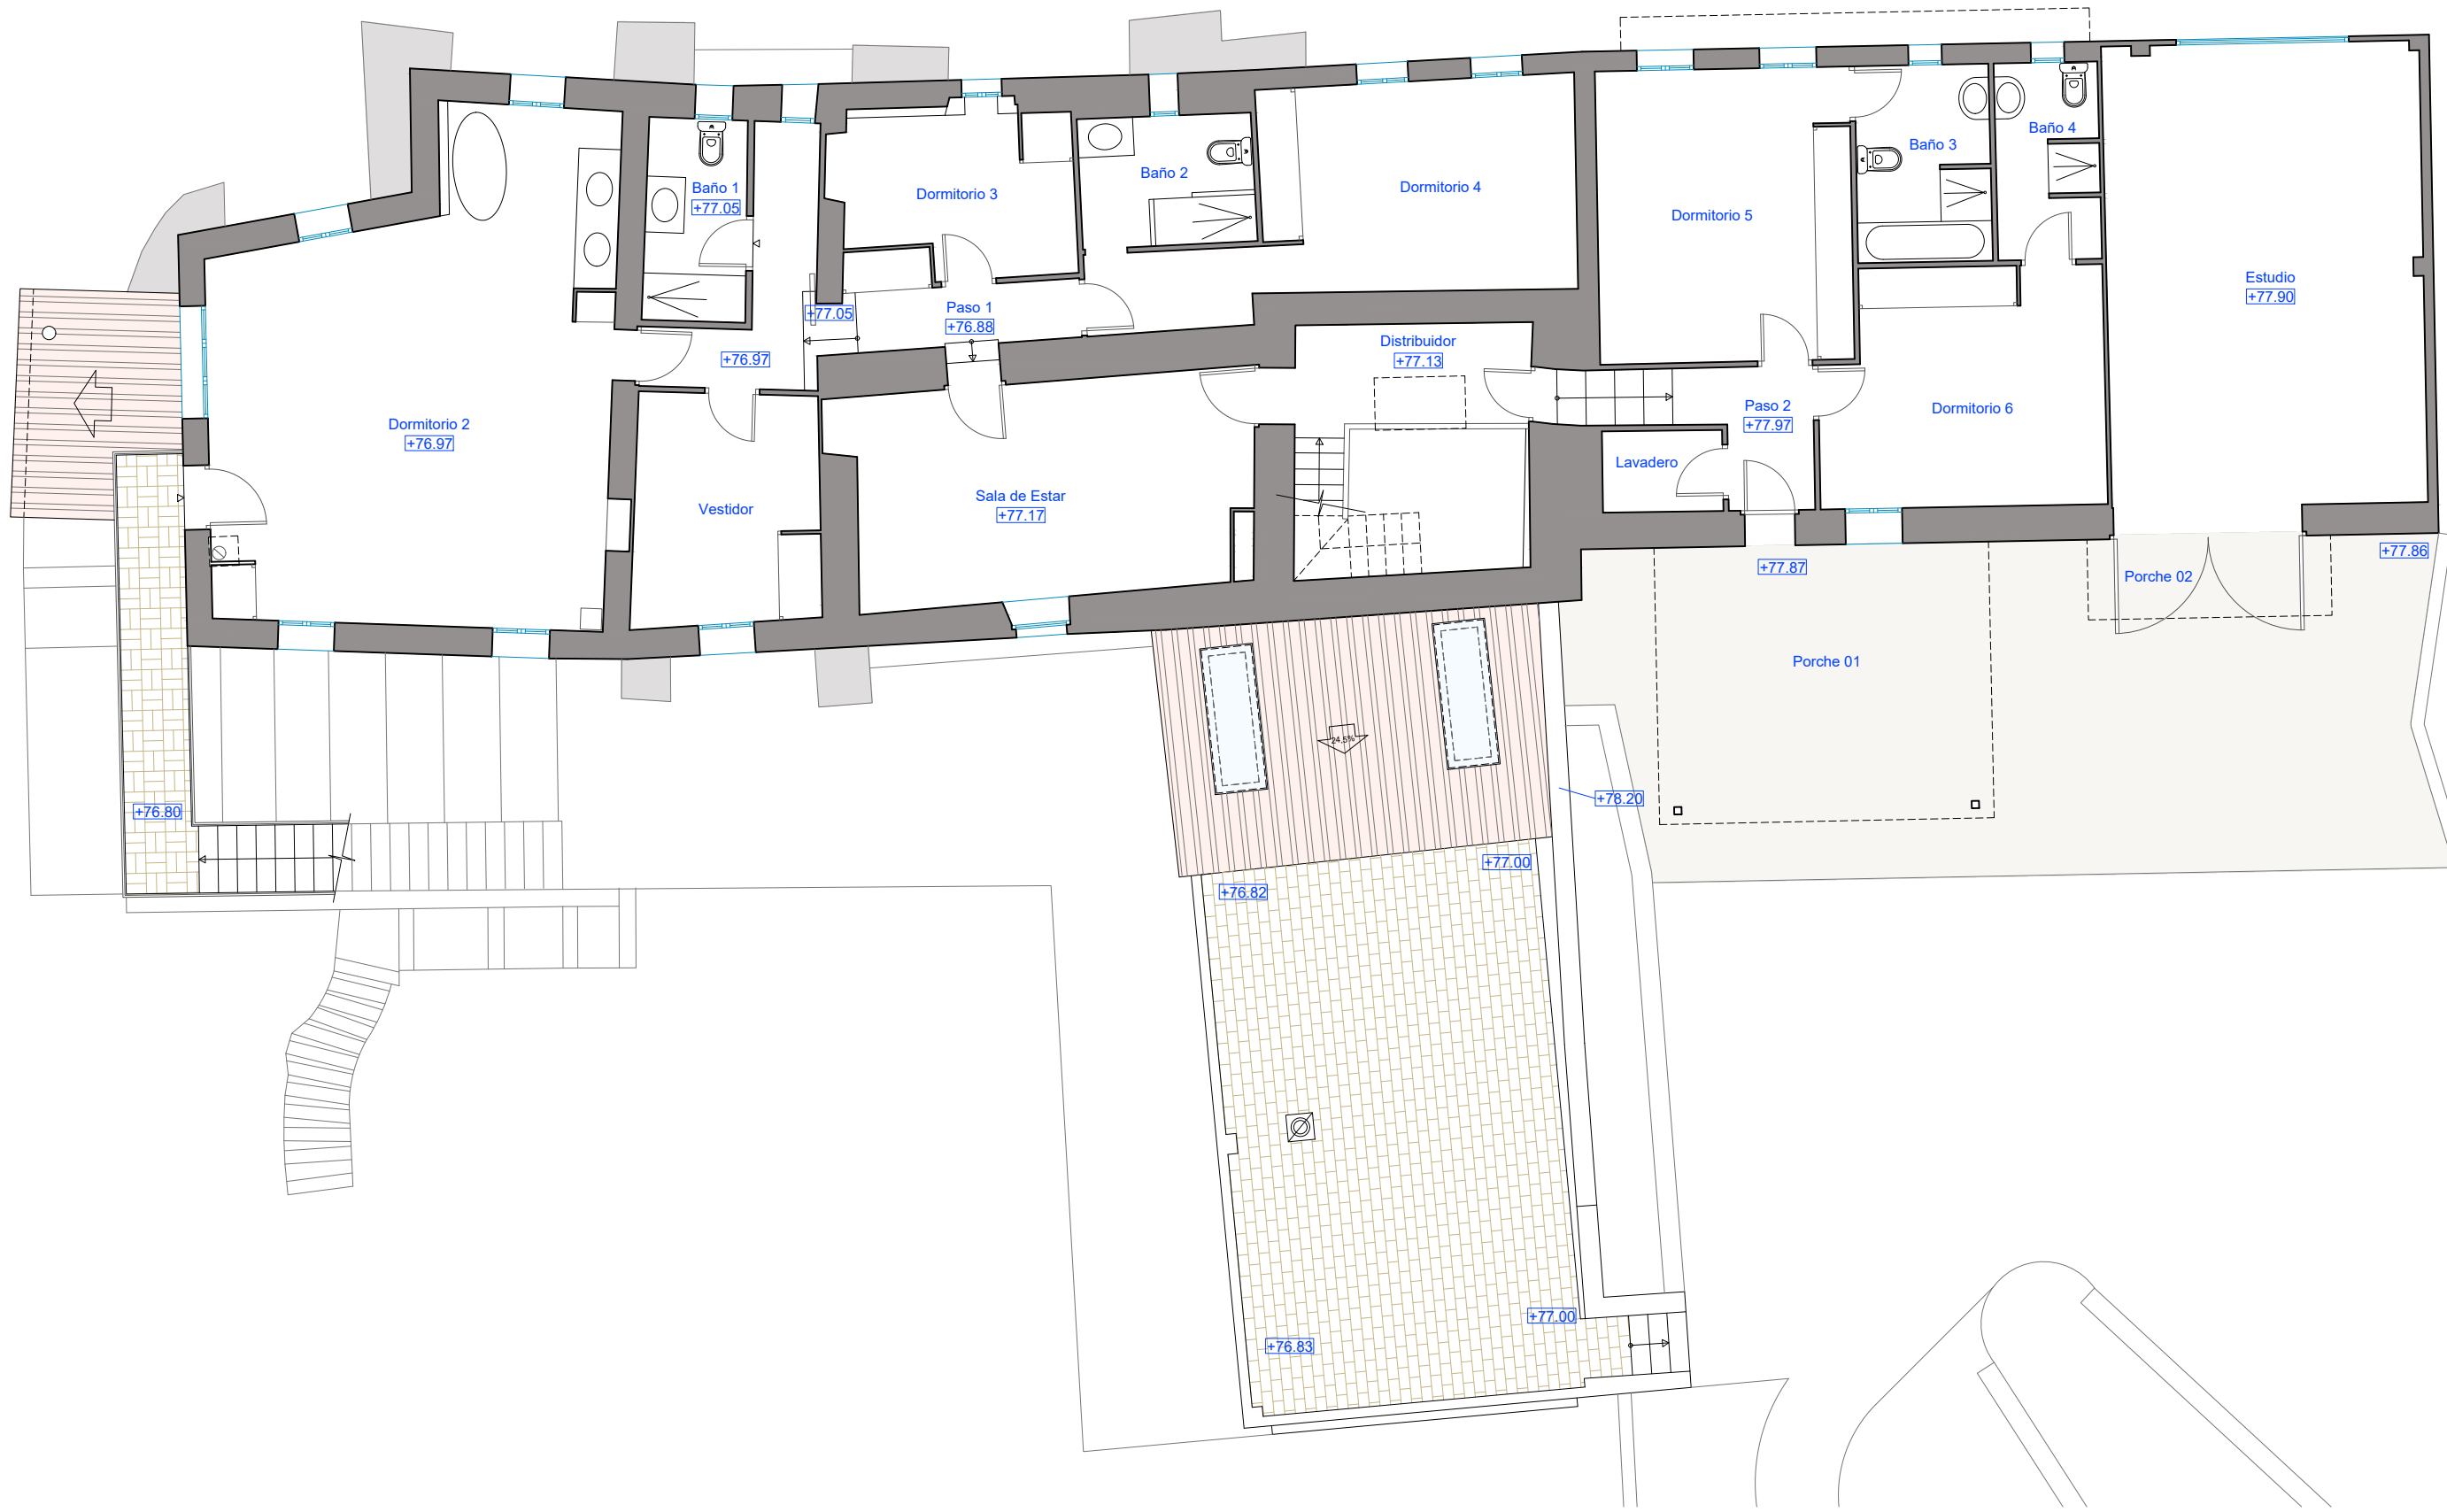 Baño 1
+77.05
Dormitorio 3
Baño 2
Dormitorio 4
Dormitorio 5
Baño 3
Baño 4
Estudio
+77.90
+77.05
Paso 1
+76.88
+76.97
Distribuidor
+77.13
Dormitorio 2
+76.97
Paso 2
+77.97
Dormitorio 6
Lavadero
Vestidor
Sala de Estar
+77.17
+77.87
Porche 02
+77.86
Porche 01
24,5%
+78.20
+76.80
+77.00
+76.82
+77.00
+76.83